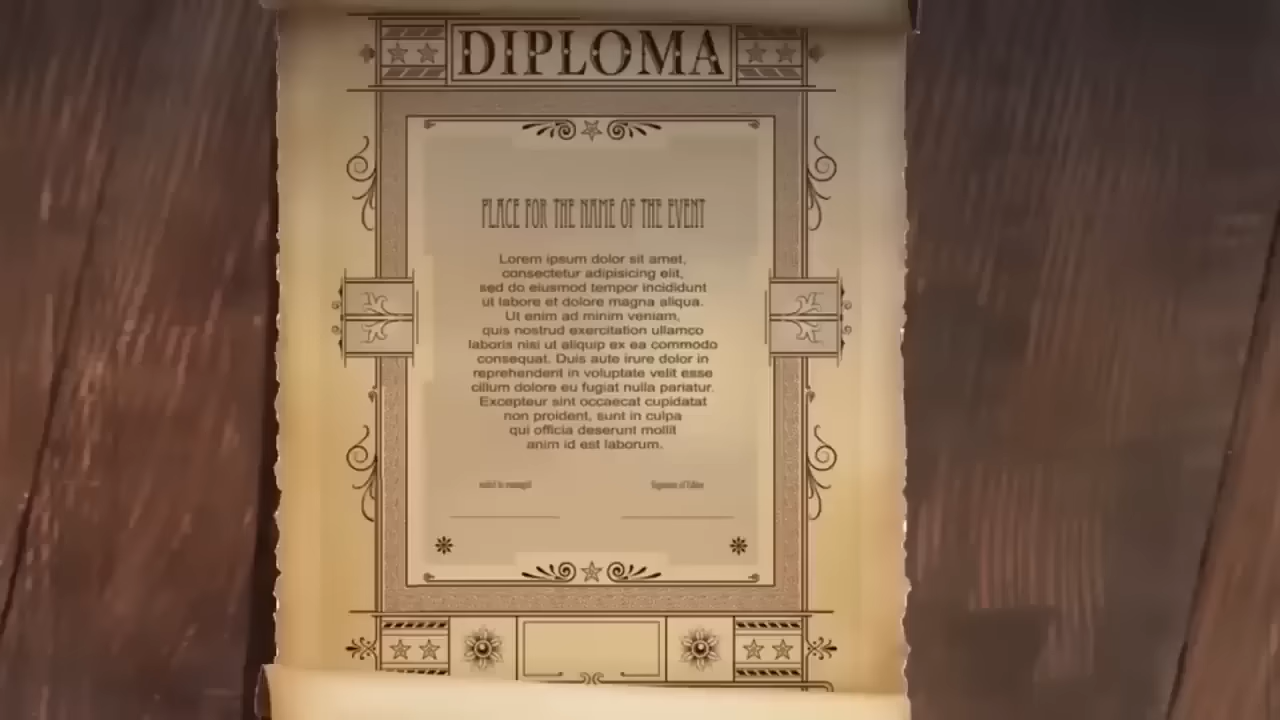 DIPLOMA
PLACE FOR THE NAME OF THE EVENT
Lorem ipsum dolor sit amet,
consectetur adipisicing elit,
sed do eiusmod tempor incididunt
ut labore et dolore magna aliqua.
Ut enim ad minim veniam,
quis nostrud exercitation ullamco
laboris nisi ut aliquip ex ea commodo
consequat. Duis aute irure dolor in
reprehenderit in voluptate velit esse
cillum dolore eu fugiat nulla pariatur.
Excepteur sint occaecat cupidatat
non proident, sunt in culpa
qui officia deserunt mollit
anim id est laborum.
Signature of